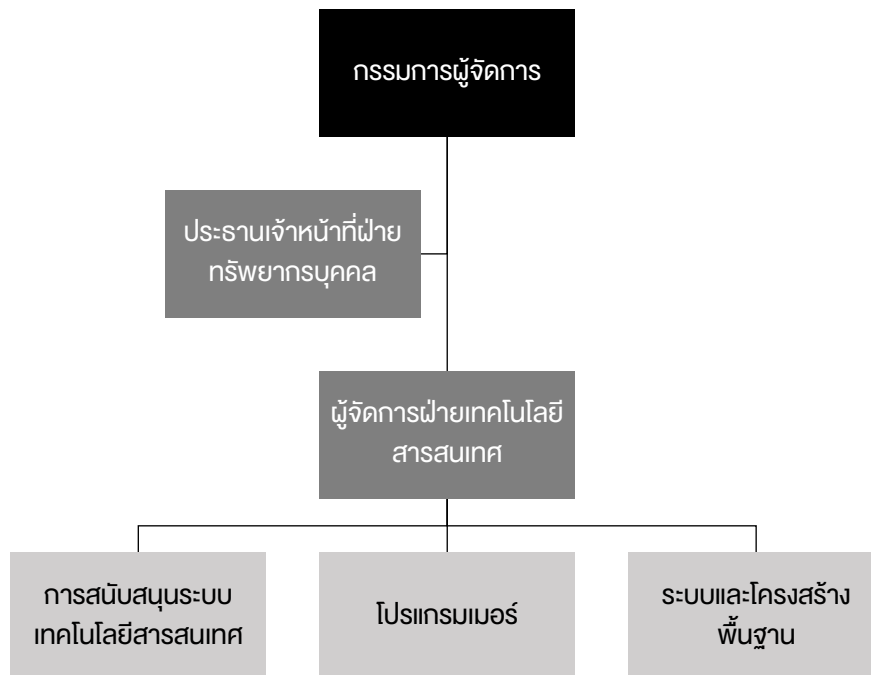 กรรมการผู้จัดการ
ประธานเจ้าหน้าที่ฝ่าย
ทรัพยากรบุคคล
ผู้จัดการฝ่ายเทคโนโลยี
สารสนเทศ
การสนับสนุนระบบ
เทคโนโลยีสารสนเทศ
โปรแกรมเมอร์
ระบบและโครงสร้าง
พื้นฐาน